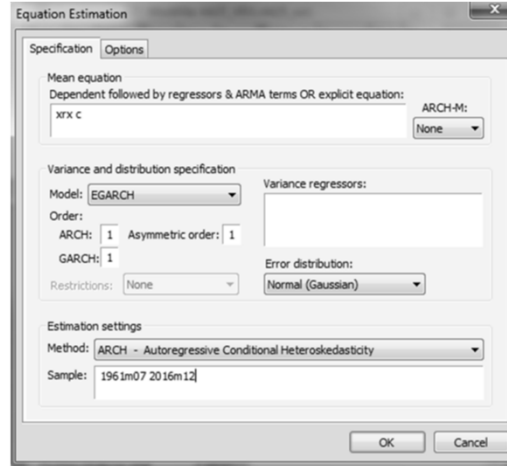 Equation Estimation
Specification Options
Mean equation
Dependent followed by regressors & ARMA terms OR explicit equation:
xrx c
ARCH-M:
None
Variance and distribution specification
Model: EGARCH
Order:
ARCH: 1 Asymmetric order: 1
GARCH: 1
Restrictions: None
Variance regressors:
Error distribution:
Normal (Gaussian)
Estimation settings
Method: ARCH - Autoregressive Conditional Heteroskedasticity
Sample: 1961m07 2016m12
OK Cancel